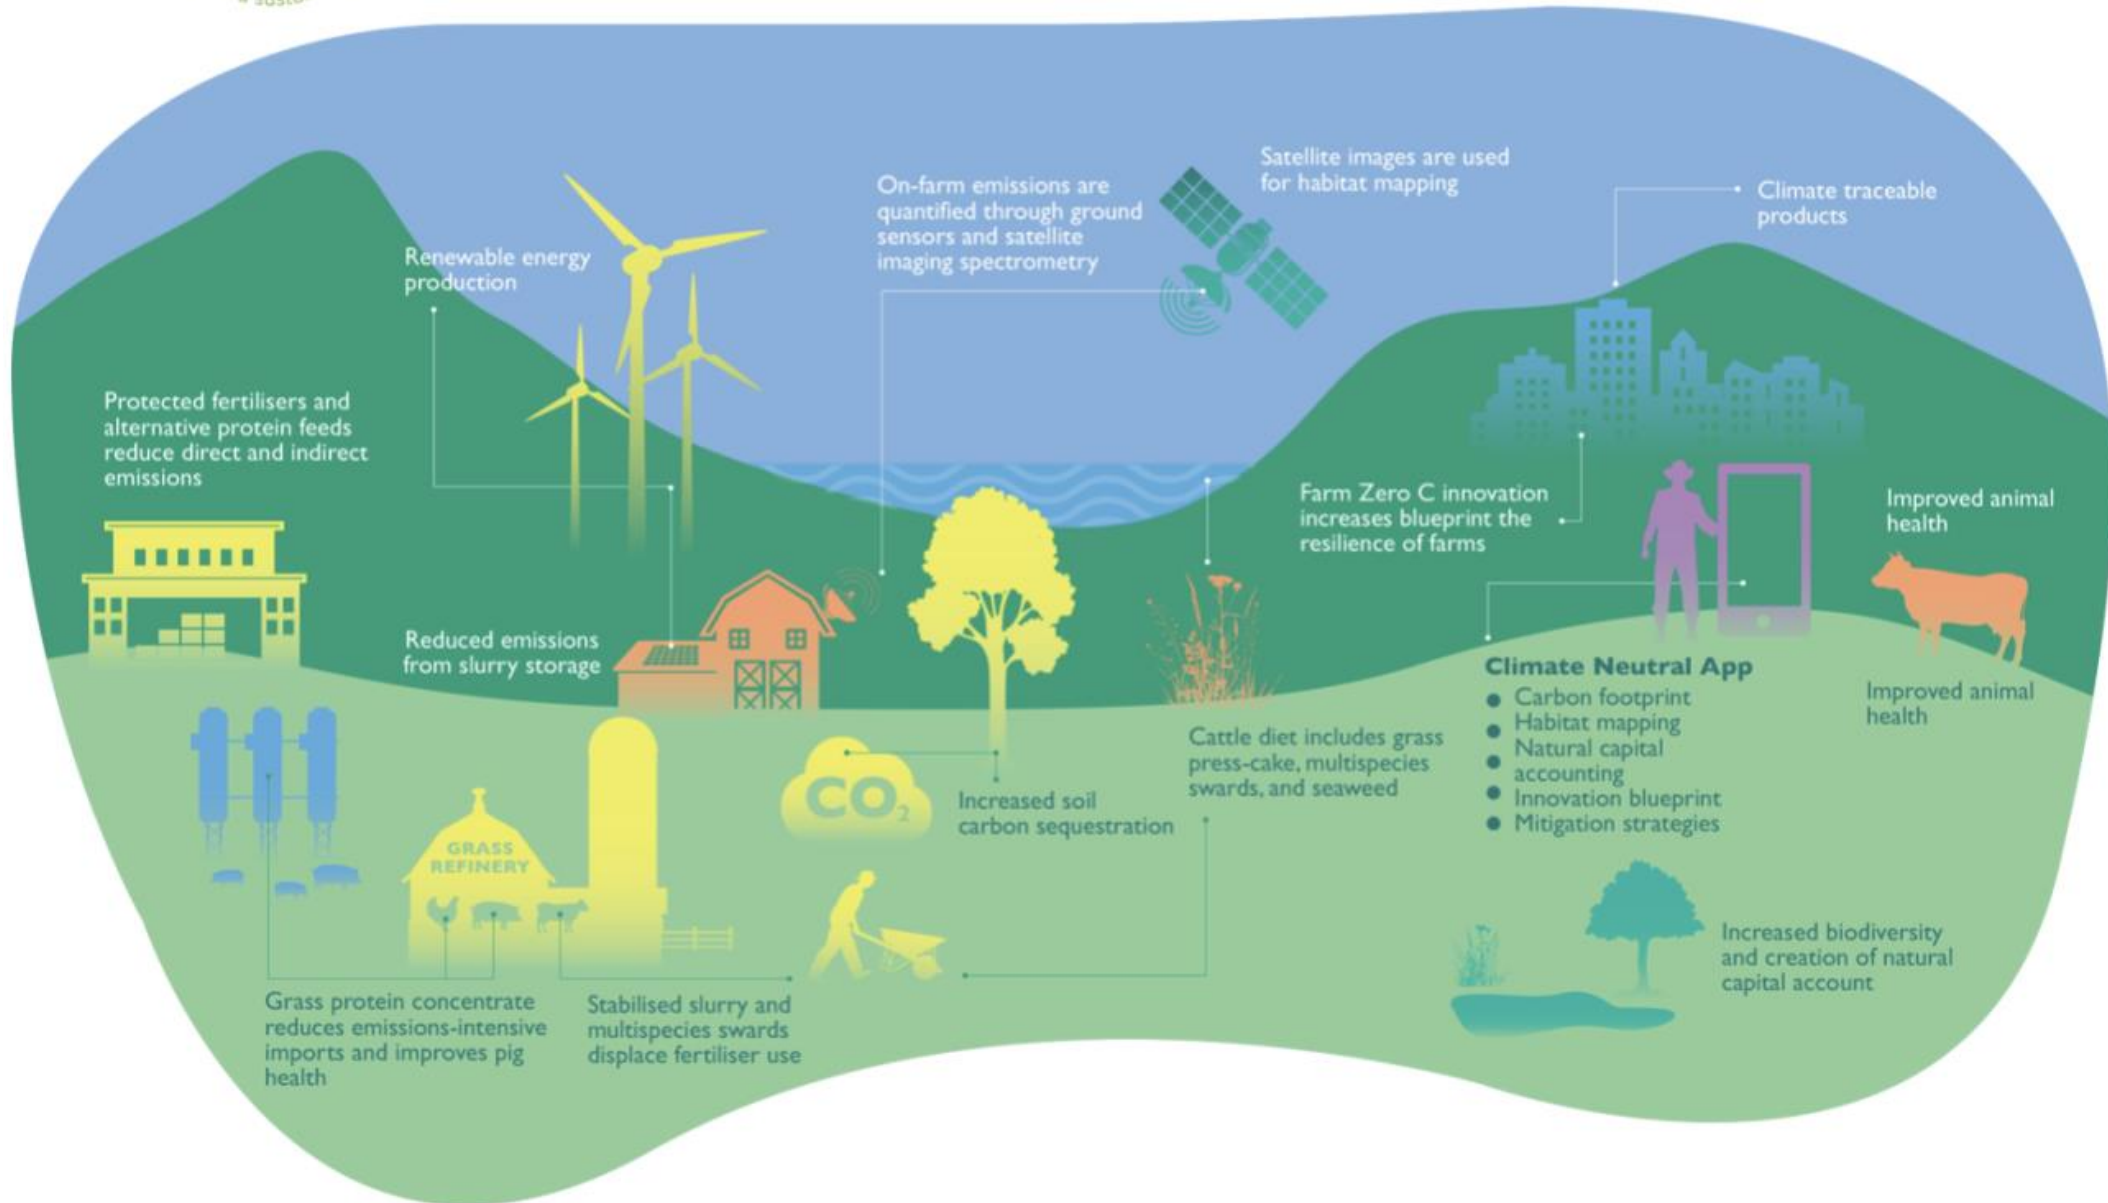 Satellite images are used
for habitat mapping
On-farm emissions are
quantified through ground
sensors and satellite
imaging spectrometry
Climate traceable
products
Renewable energy
production
Protected fertilisers and
alternative protein feeds
reduce direct and indirect
emissions
Farm Zero C innovation
increases blueprint the
resilience of farms
Improved animal
health
Reduced emissions
from slurry storage
Climate Neutral App
● Carbon footprint
● Habitat mapping
● Natural capital
● accounting
● Innovation blueprint
● Mitigation strategies
Improved animal
health
Cattle diet includes grass
press-cake, multispecies
swards, and seaweed
CO₂
Increased soil
carbon sequestration
GRASS
REFINERY
Increased biodiversity
and creation of natural
capital account
Grass protein concentrate
reduces emissions-intensive
imports and improves pig
health
Stabilised slurry and
multispecies swards
displace fertiliser use